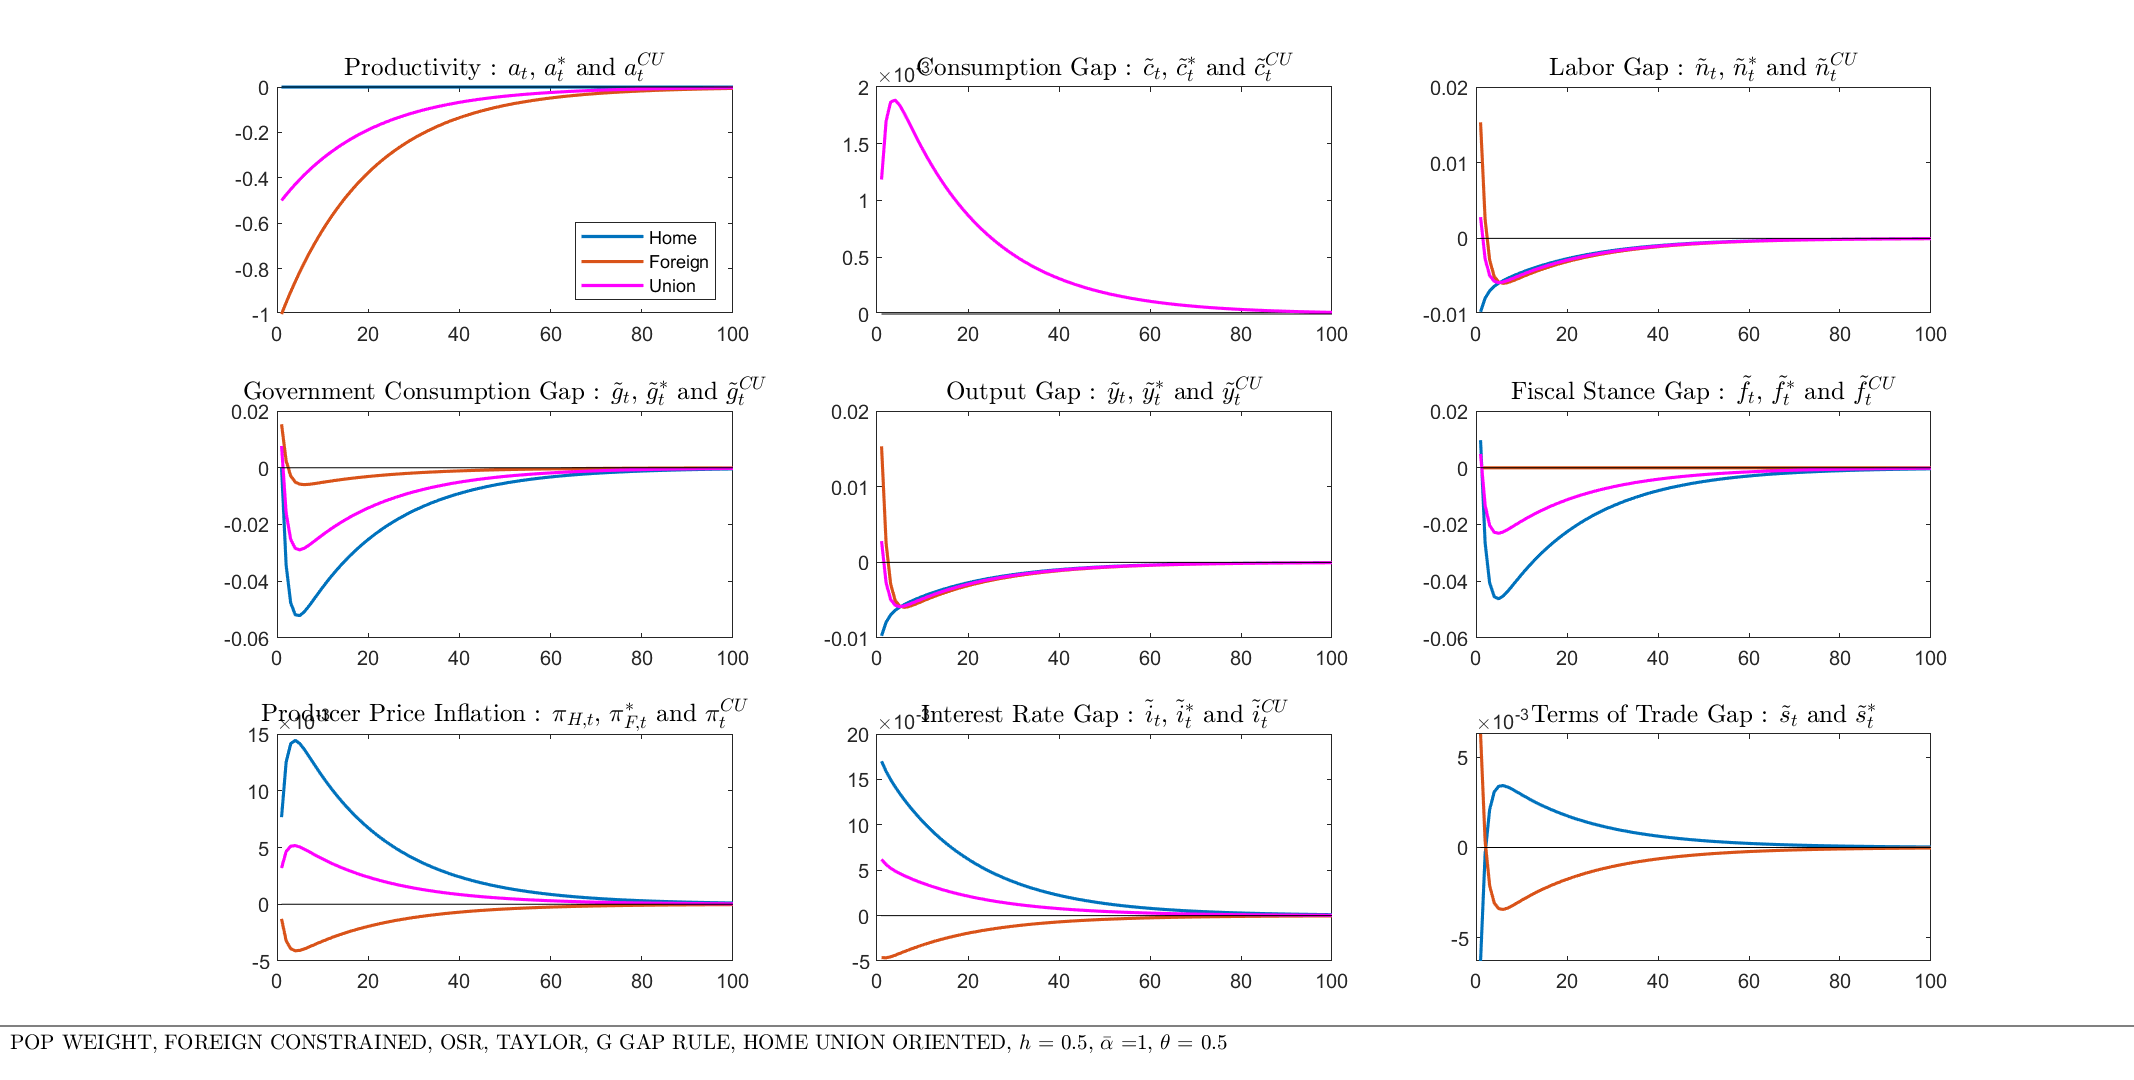 Productivity : a_t, a_t^* and a_t^{CU}
0
-0.2
-0.4
-0.6
-0.8
-1
0 20 40 60 80 100
Home
Foreign
Union
Consumption Gap : c̃_t, c̃_t^* and c̃_t^{CU}
×10^{-3}
2
1.5
1
0.5
0
0 20 40 60 80 100
Labor Gap : ñ_t, ñ_t^* and ñ_t^{CU}
0.02
0.01
0
-0.01
0 20 40 60 80 100
Government Consumption Gap : g̃_t, g̃_t^* and g̃_t^{CU}
0.02
0
-0.02
-0.04
-0.06
0 20 40 60 80 100
Output Gap : ỹ_t, ỹ_t^* and ỹ_t^{CU}
0.02
0.01
0
-0.01
0 20 40 60 80 100
Fiscal Stance Gap : f̃_t, f̃_t^* and f̃_t^{CU}
0.02
0
-0.02
-0.04
-0.06
0 20 40 60 80 100
Producer Price Inflation : π_{H,t}, π_{F,t}^* and π_t^{CU}
×10^{-3}
15
10
5
0
-5
0 20 40 60 80 100
Interest Rate Gap : ĩ_t, ĩ_t^* and ĩ_t^{CU}
×10^{-3}
20
15
10
5
0
-5
0 20 40 60 80 100
Terms of Trade Gap : s̃_t and s̃_t^*
×10^{-3}
5
0
-5
0 20 40 60 80 100
POP WEIGHT, FOREIGN CONSTRAINED, OSR, TAYLOR, G GAP RULE, HOME UNION ORIENTED, h = 0.5, ᾱ =1, θ = 0.5